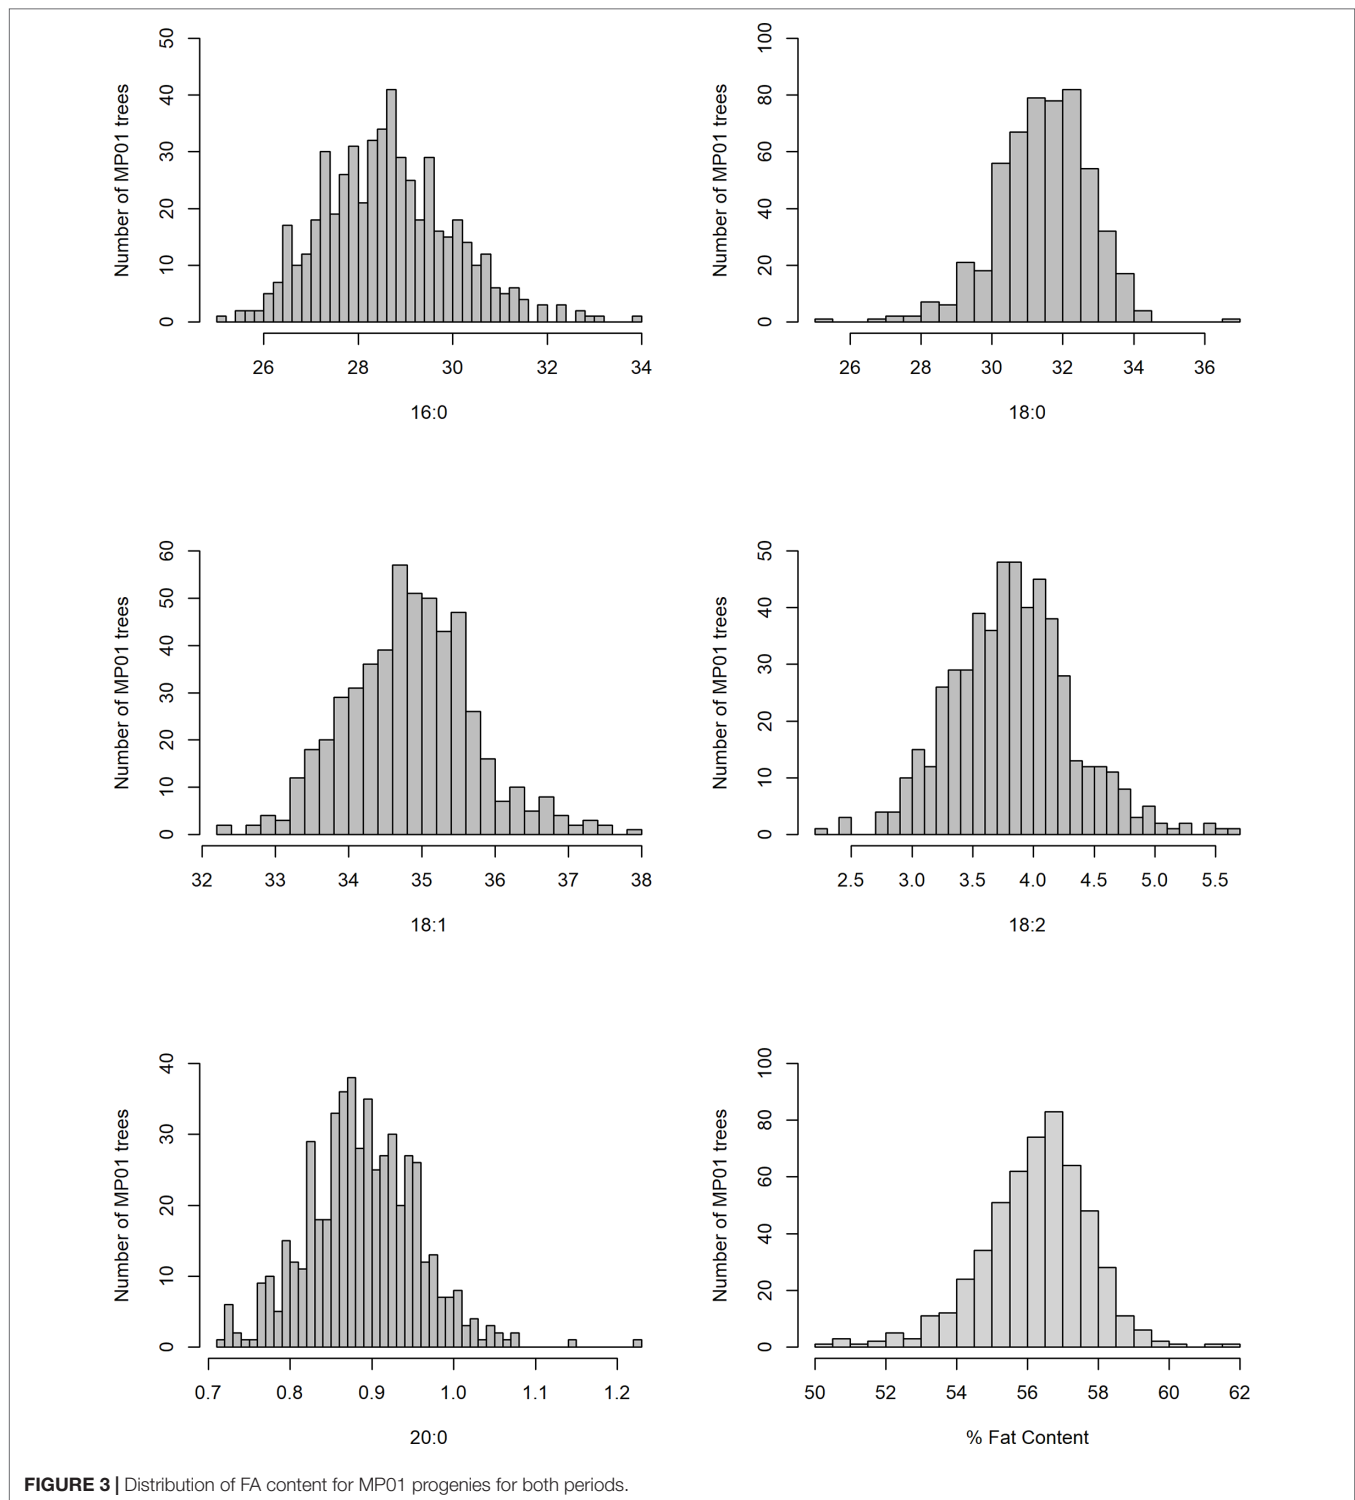 50
40
30
20
10
0
Number of MP01 trees
26 28 30 32 34
16:0
100
80
60
40
20
0
Number of MP01 trees
26 28 30 32 34 36
18:0
60
50
40
30
20
10
0
Number of MP01 trees
32 33 34 35 36 37 38
18:1
50
40
30
20
10
0
Number of MP01 trees
2.5 3.0 3.5 4.0 4.5 5.0 5.5
18:2
40
30
20
10
0
Number of MP01 trees
0.7 0.8 0.9 1.0 1.1 1.2
20:0
100
80
60
40
20
0
Number of MP01 trees
50 52 54 56 58 60 62
% Fat Content
FIGURE 3 | Distribution of FA content for MP01 progenies for both periods.